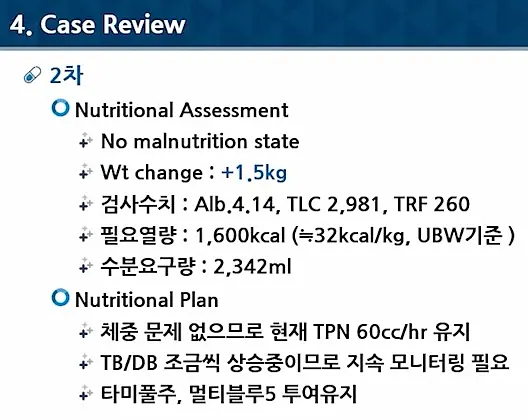 4. Case Review
2차
Nutritional Assessment
No malnutrition state
Wt change : +1.5kg
검사수치 : Alb.4.14, TLC 2,981, TRF 260
필요열량 : 1,600kcal (≒32kcal/kg, UBW기준 )
수분요구량 : 2,342ml
Nutritional Plan
체중 문제 없으므로 현재 TPN 60cc/hr 유지
TB/DB 조금씩 상승중이므로 지속 모니터링 필요
타미풀주, 멀티블루5 투여유지